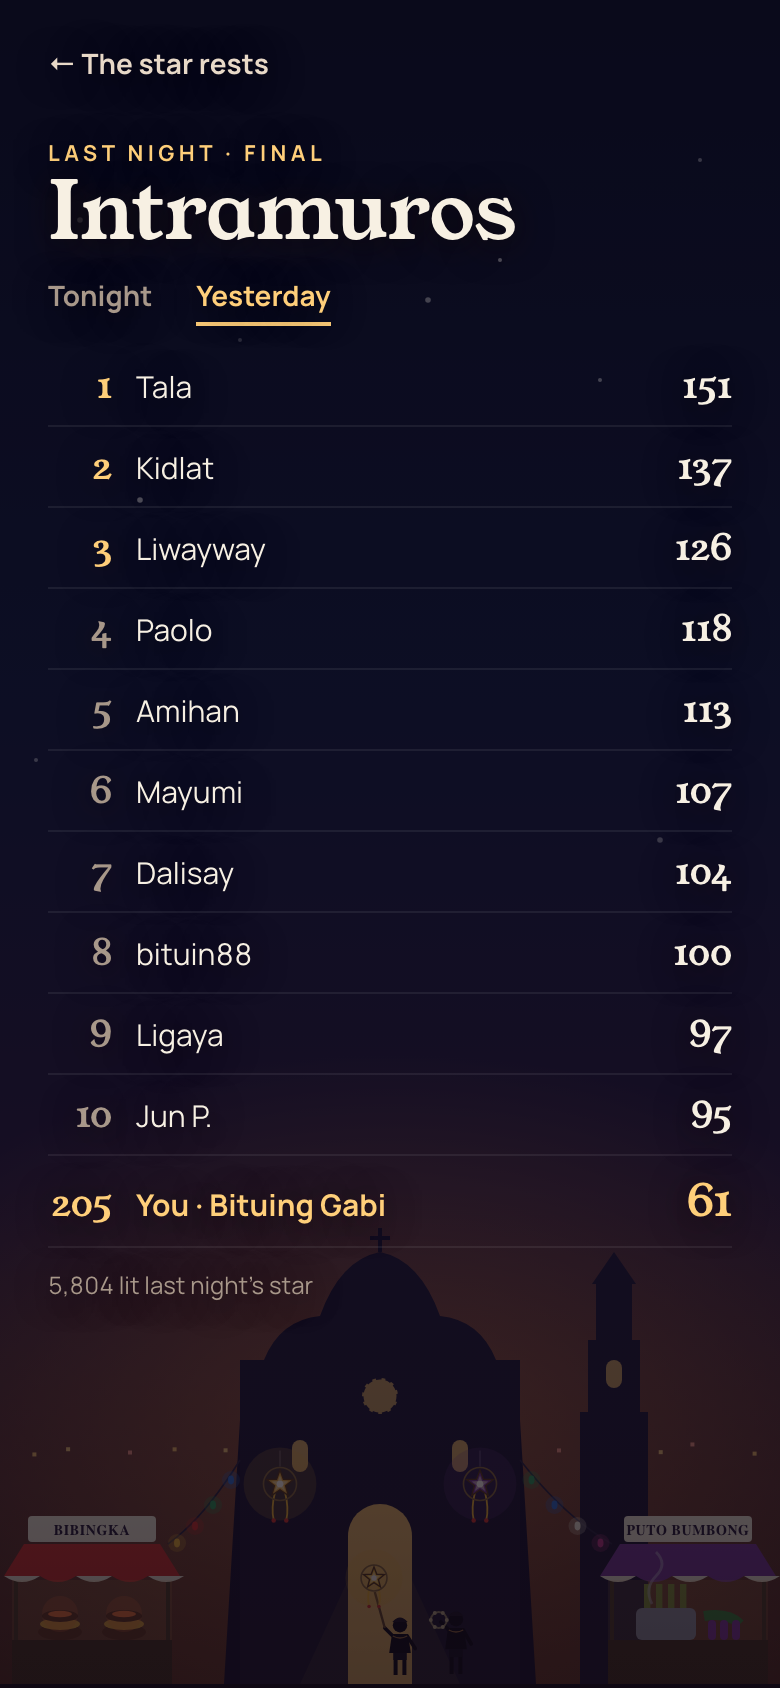 ← The star rests
LAST NIGHT · FINAL
Intramuros
Tonight Yesterday
1 Tala 151
2 Kidlat 137
3 Liwayway 126
4 Paolo 118
5 Amihan 113
6 Mayumi 107
7 Dalisay 104
8 bituin88 100
9 Ligaya 97
10 Jun P. 95
205 You · Bituing Gabi 61
5,804 lit last night's star
BIBINGKA
PUTO BUMBONG